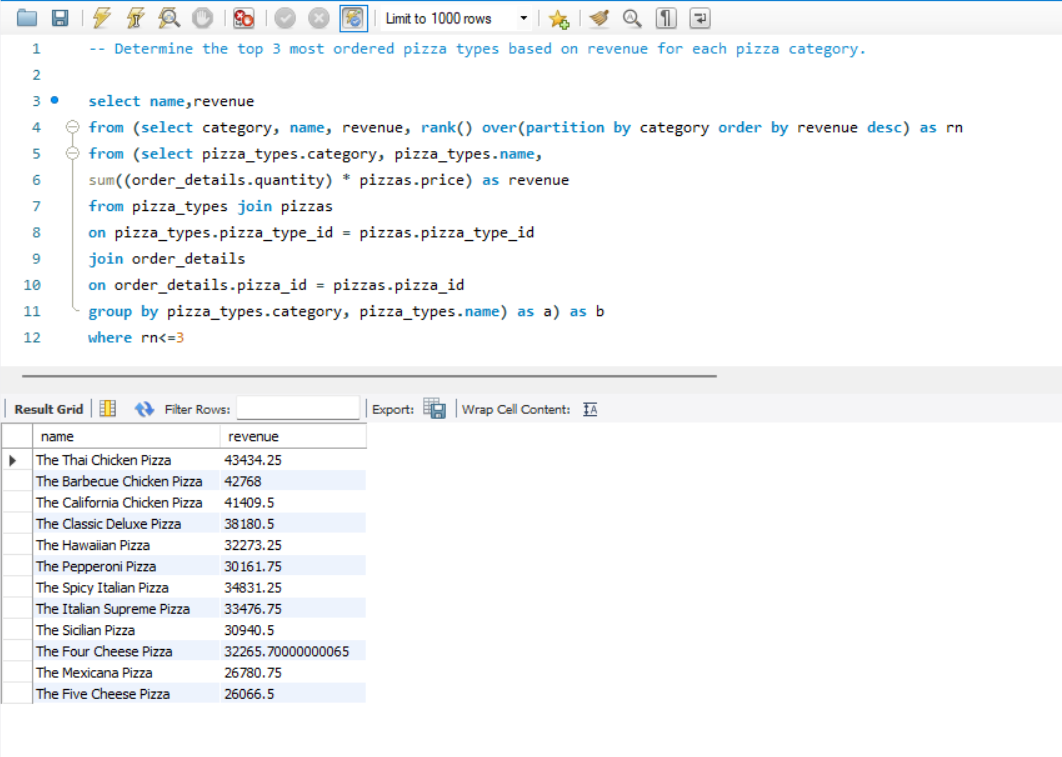 Limit to 1000 rows
1 -- Determine the top 3 most ordered pizza types based on revenue for each pizza category.
2
3 select name,revenue
4 from (select category, name, revenue, rank() over(partition by category order by revenue desc) as rn
5 from (select pizza_types.category, pizza_types.name,
6 sum((order_details.quantity) * pizzas.price) as revenue
7 from pizza_types join pizzas
8 on pizza_types.pizza_type_id = pizzas.pizza_type_id
9 join order_details
10 on order_details.pizza_id = pizzas.pizza_id
11 group by pizza_types.category, pizza_types.name) as a) as b
12 where rn<=3
Result Grid Filter Rows: Export: Wrap Cell Content:
name revenue
The Thai Chicken Pizza 43434.25
The Barbecue Chicken Pizza 42768
The California Chicken Pizza 41409.5
The Classic Deluxe Pizza 38180.5
The Hawaiian Pizza 32273.25
The Pepperoni Pizza 30161.75
The Spicy Italian Pizza 34831.25
The Italian Supreme Pizza 33476.75
The Sicilian Pizza 30940.5
The Four Cheese Pizza 32265.70000000065
The Mexicana Pizza 26780.75
The Five Cheese Pizza 26066.5